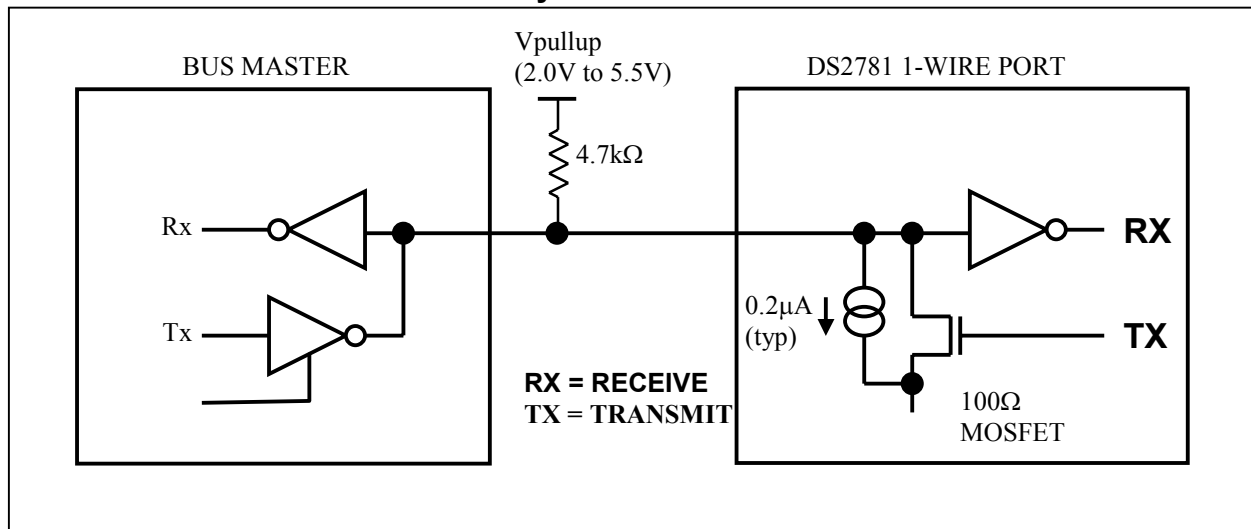 Vpullup
(2.0V to 5.5V)
BUS MASTER
DS2781 1-WIRE PORT
4.7kΩ
Rx
RX
Tx
0.2µA
(typ)
TX
RX = RECEIVE
TX = TRANSMIT
100Ω
MOSFET